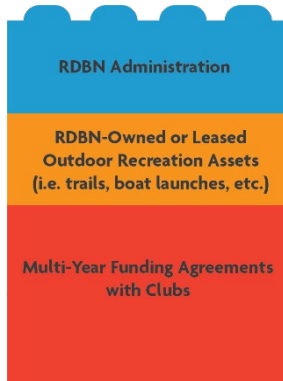 RDBN Administration
RDBN-Owned or Leased
Outdoor Recreation Assets
(i.e. trails, boat launches, etc.)
Multi-Year Funding Agreements
with Clubs